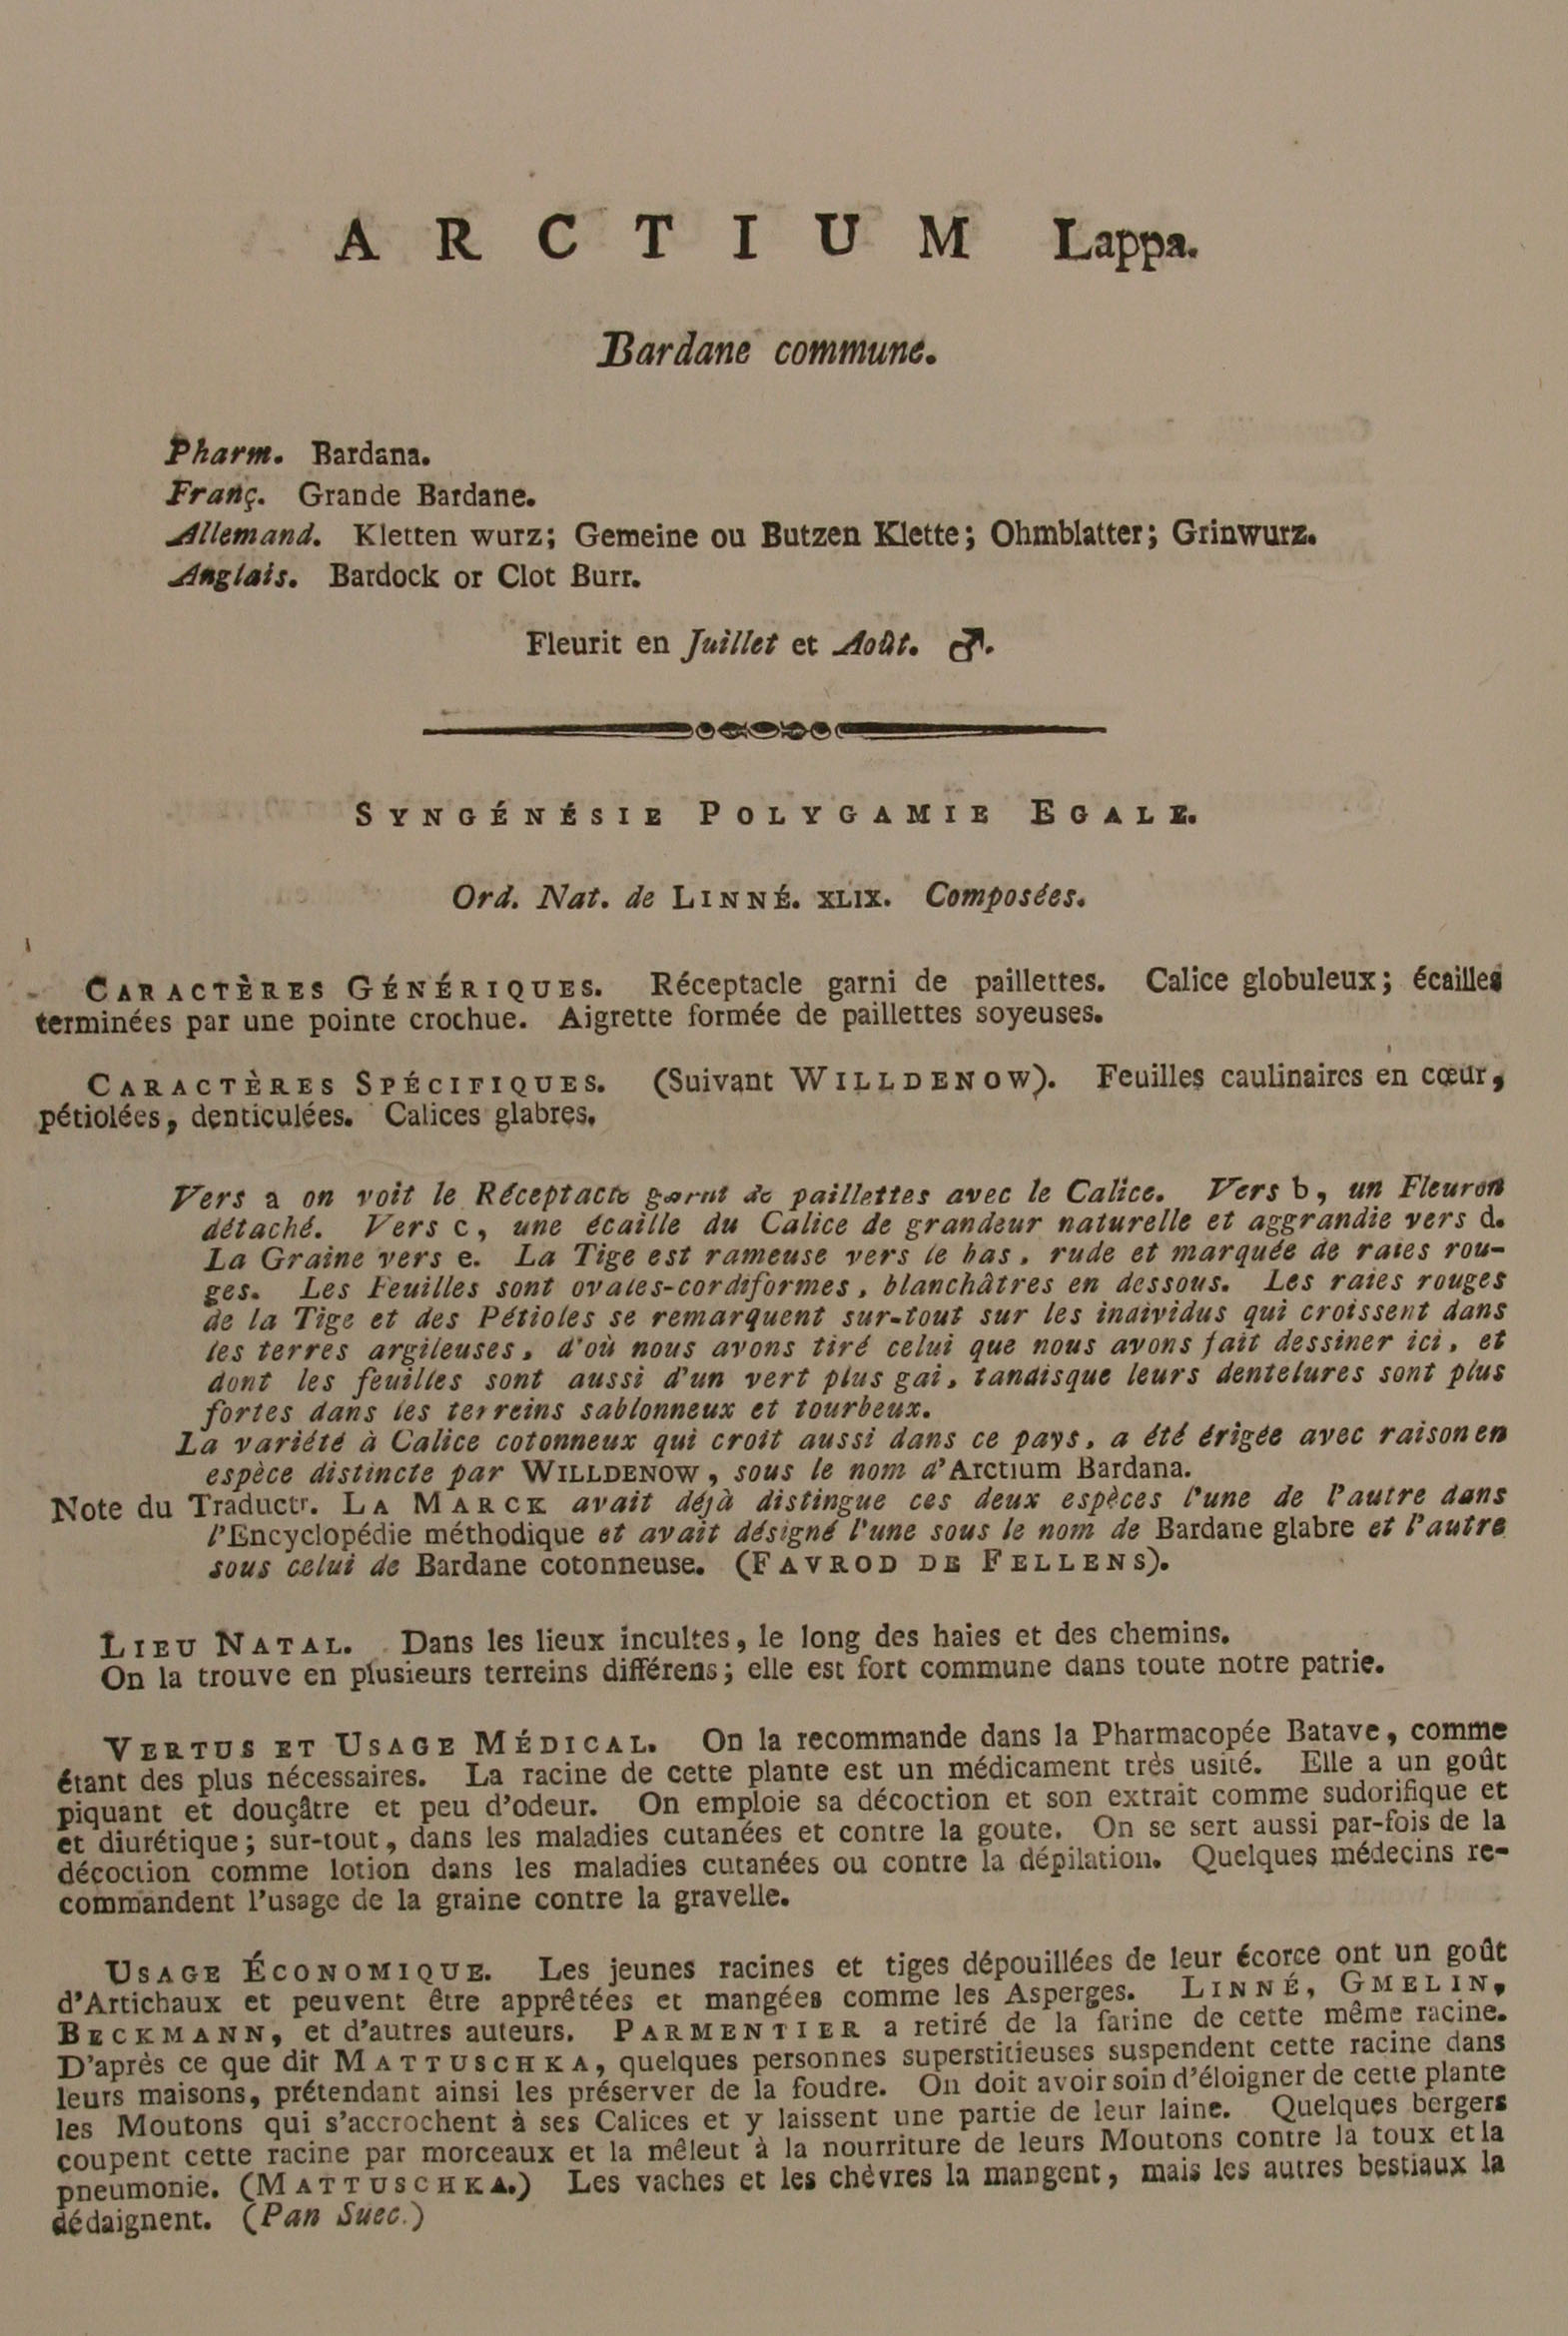 ARCTIUM Lappa.
Bardane commune.
Pharm. Bardana.
Franç. Grande Bardane.
Allemand. Kletten wurz; Gemeine ou Butzen Klette; Ohmblatter; Grinwurz.
Anglais. Bardock or Clot Burr.
Fleurit en Juillet et Août. ♂.
SYNGÉNÉSIE POLYGAMIE EGALE.
Ord. Nat. de LINNÉ. XLIX. Composées.
CARACTÈRES GÉNÉRIQUES. Réceptacle garni de paillettes. Calice globuleux; écailles
terminées par une pointe crochue. Aigrette formée de paillettes soyeuses.
CARACTÈRES SPÉCIFIQUES. (Suivant WILLDENOW). Feuilles caulinaires en cœur,
pétiolées, denticulées. Calices glabres.
Vers a on voit le Réceptacle garni de paillettes avec le Calice. Vers b, un Fleuron
détaché. Vers c, une écaille du Calice de grandeur naturelle et aggrandie vers d.
La Graine vers e. La Tige est rameuse vers le bas, rude et marquée de raies rou-
ges. Les Feuilles sont ovales-cordiformes, blanchâtres en dessous. Les raies rouges
de la Tige et des Pétioles se remarquent sur-tout sur les individus qui croissent dans
les terres argileuses, d'où nous avons tiré celui que nous avons fait dessiner ici, et
dont les feuilles sont aussi d'un vert plus gai, tandisque leurs dentelures sont plus
fortes dans les terreins sablonneux et tourbeux.
La variété à Calice cotonneux qui croit aussi dans ce pays, a été érigée avec raison en
espèce distincte par WILLDENOW, sous le nom d'Arctium Bardana.
Note du Traductr. LA MARCK avait déjà distingue ces deux espèces l'une de l'autre dans
l'Encyclopédie méthodique et avait désigné l'une sous le nom de Bardane glabre et l'autre
sous celui de Bardane cotonneuse. (FAVROD DE FELLENS).
LIEU NATAL. Dans les lieux incultes, le long des haies et des chemins.
On la trouve en plusieurs terreins différens; elle est fort commune dans toute notre patrie.
VERTUS ET USAGE MÉDICAL. On la recommande dans la Pharmacopée Batave, comme
étant des plus nécessaires. La racine de cette plante est un médicament très usité. Elle a un goût
piquant et douçâtre et peu d'odeur. On emploie sa décoction et son extrait comme sudorifique et
et diurétique; sur-tout, dans les maladies cutanées et contre la goute. On se sert aussi par-fois de la
décoction comme lotion dans les maladies cutanées ou contre la dépilation. Quelques médecins re-
commandent l'usage de la graine contre la gravelle.
USAGE ÉCONOMIQUE. Les jeunes racines et tiges dépouillées de leur écorce ont un goût
d'Artichaux et peuvent être apprêtées et mangées comme les Asperges. LINNÉ, GMELIN,
BECKMANN, et d'autres auteurs. PARMENTIER a retiré de la farine de cette même racine.
D'après ce que dit MATTUSCHKA, quelques personnes superstitieuses suspendent cette racine dans
leurs maisons, prétendant ainsi les préserver de la foudre. On doit avoir soin d'éloigner de cette plante
les Moutons qui s'accrochent à ses Calices et y laissent une partie de leur laine. Quelques bergers
coupent cette racine par morceaux et la mêleut à la nourriture de leurs Moutons contre la toux et la
pneumonie. (MATTUSCHKA.) Les vaches et les chèvres la mangent, mais les autres bestiaux la
dédaignent. (Pan Suec.)